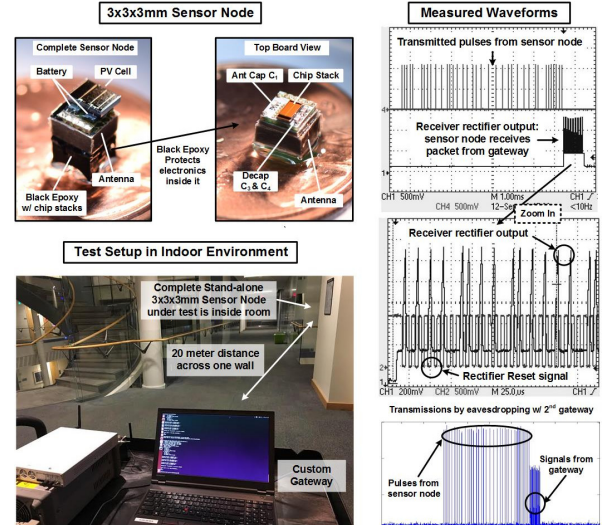 3x3x3mm Sensor Node
Complete Sensor Node
Battery
PV Cell
Antenna
Black Epoxy
w/ chip stacks
Black Epoxy
Protects
electronics
inside it
Top Board View
Ant Cap C1
Chip Stack
Decap
C3 & C4
Antenna
Test Setup in Indoor Environment
Complete Stand-alone
3x3x3mm Sensor Node
under test is inside room
20 meter distance
across one wall
Custom
Gateway
Measured Waveforms
Transmitted pulses from sensor node
4
Receiver rectifier output:
sensor node receives
packet from gateway
1
CH1 500mV
M 1.00ms
CH1
CH4 500mV
<10Hz
Zoom In
Receiver rectifier output
2
Rectifier Reset signal
CH1 200mV
CH2 500mV
M 25.0us
CH1
Transmissions by eavesdropping w/ 2nd gateway
Signals from
gateway
Pulses from
sensor node